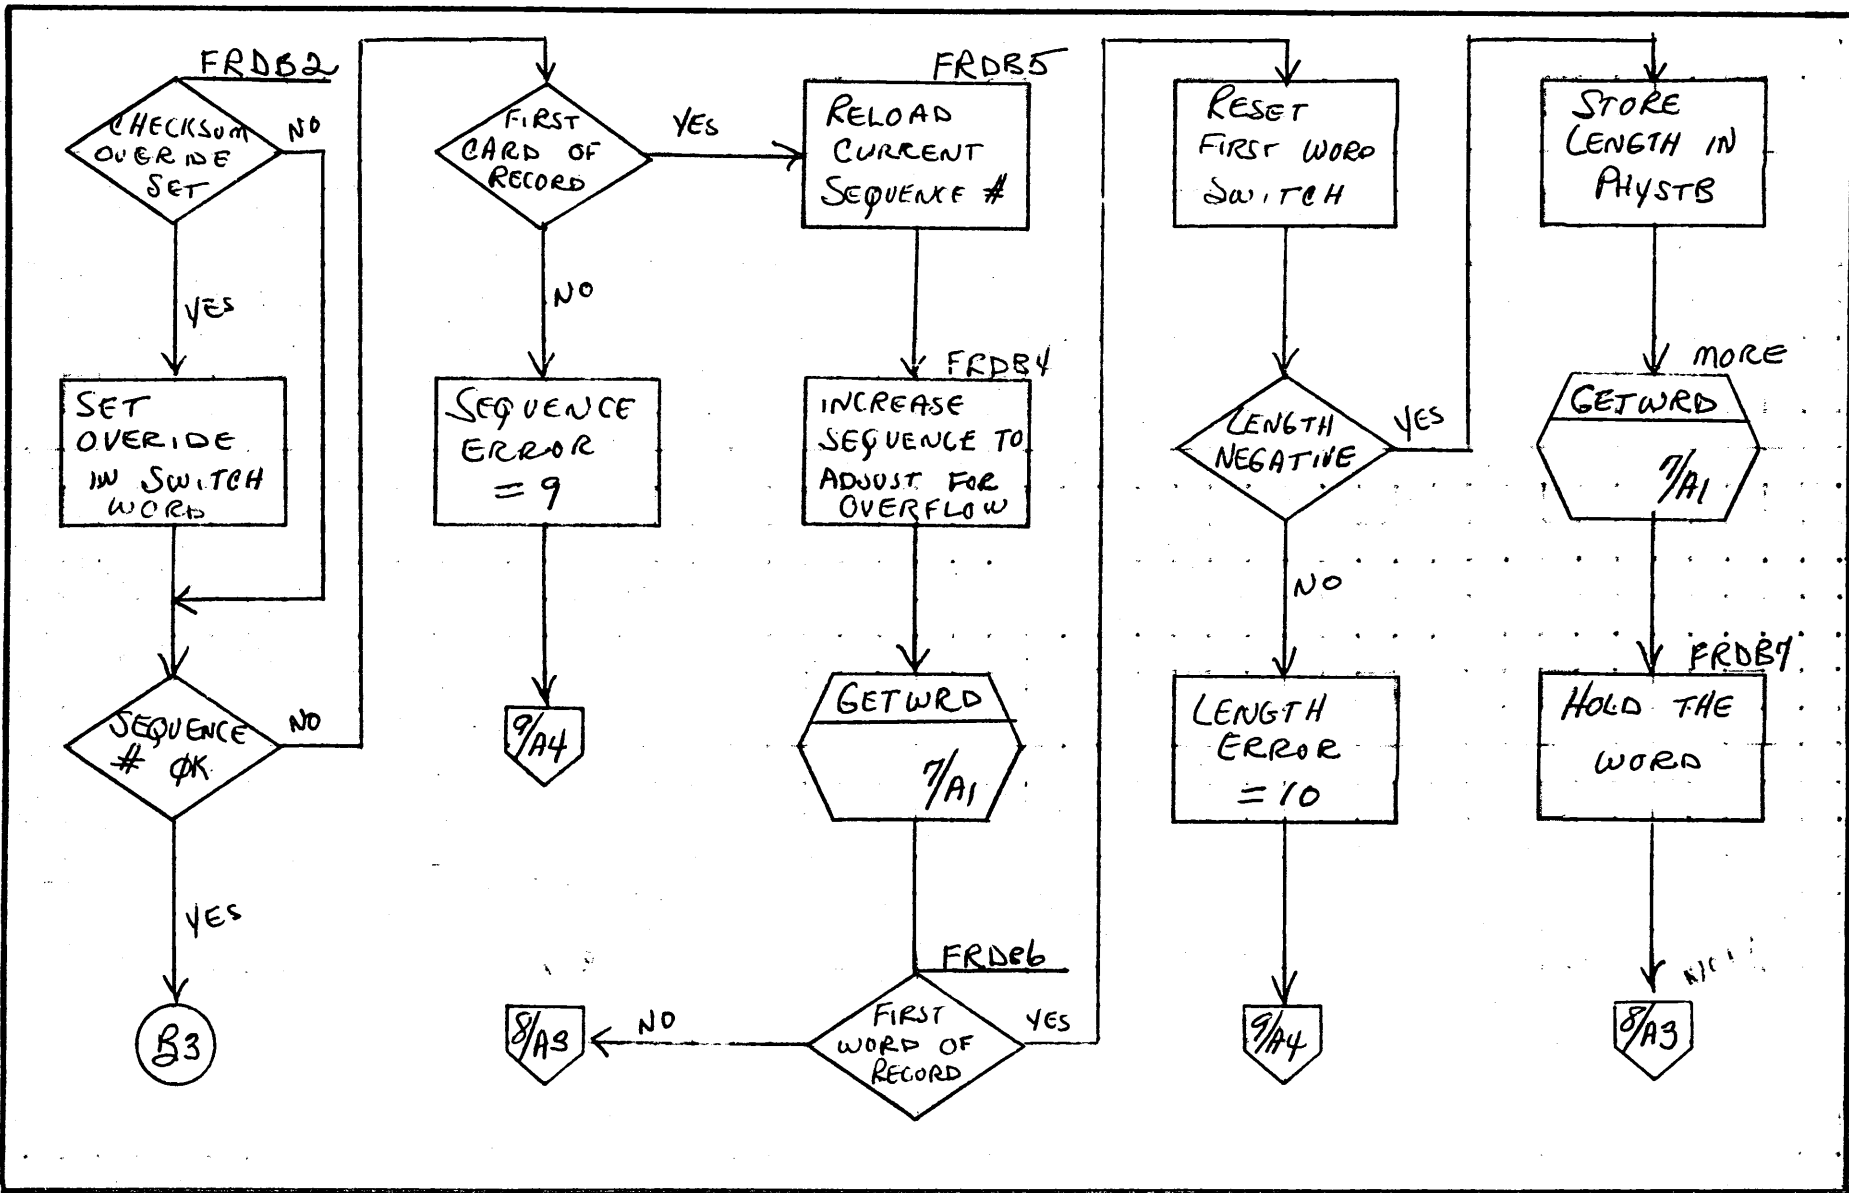 FRDB2
CHECKSUM
OVERIDE
SET
NO
YES
SET
OVERIDE
IN SWITCH
WORD
SEQUENCE
# ØK
NO
YES
B3
FIRST
CARD OF
RECORD
YES
NO
SEQUENCE
ERROR
= 9
9/A4
FRDB5
RELOAD
CURRENT
SEQUENCE #
FRDB4
INCREASE
SEQUENCE TO
ADJUST FOR
OVERFLOW
GETWRD
7/A1
FRDB6
FIRST
WORD OF
RECORD
NO
8/A3
YES
RESET
FIRST WORD
SWITCH
LENGTH
NEGATIVE
YES
NO
LENGTH
ERROR
= 10
9/A4
STORE
LENGTH IN
PHYSTB
MORE
GETWRD
7/A1
FRDB7
HOLD THE
WORD
8/A3